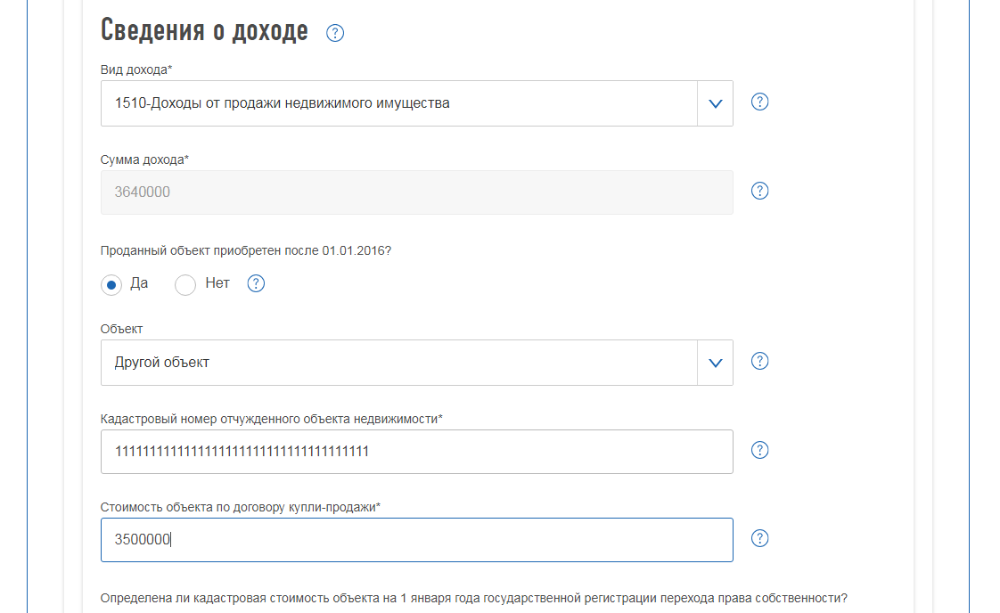 Сведения о доходе ?
Вид дохода*
1510-Доходы от продажи недвижимого имущества
?
Сумма дохода*
3640000
?
Проданный объект приобретен после 01.01.2016?
Да Нет ?
Объект
Другой объект
?
Кадастровый номер отчужденного объекта недвижимости*
?
Стоимость объекта по договору купли-продажи*
3500000
?
Определена ли кадастровая стоимость объекта на 1 января года государственной регистрации перехода права собственности?